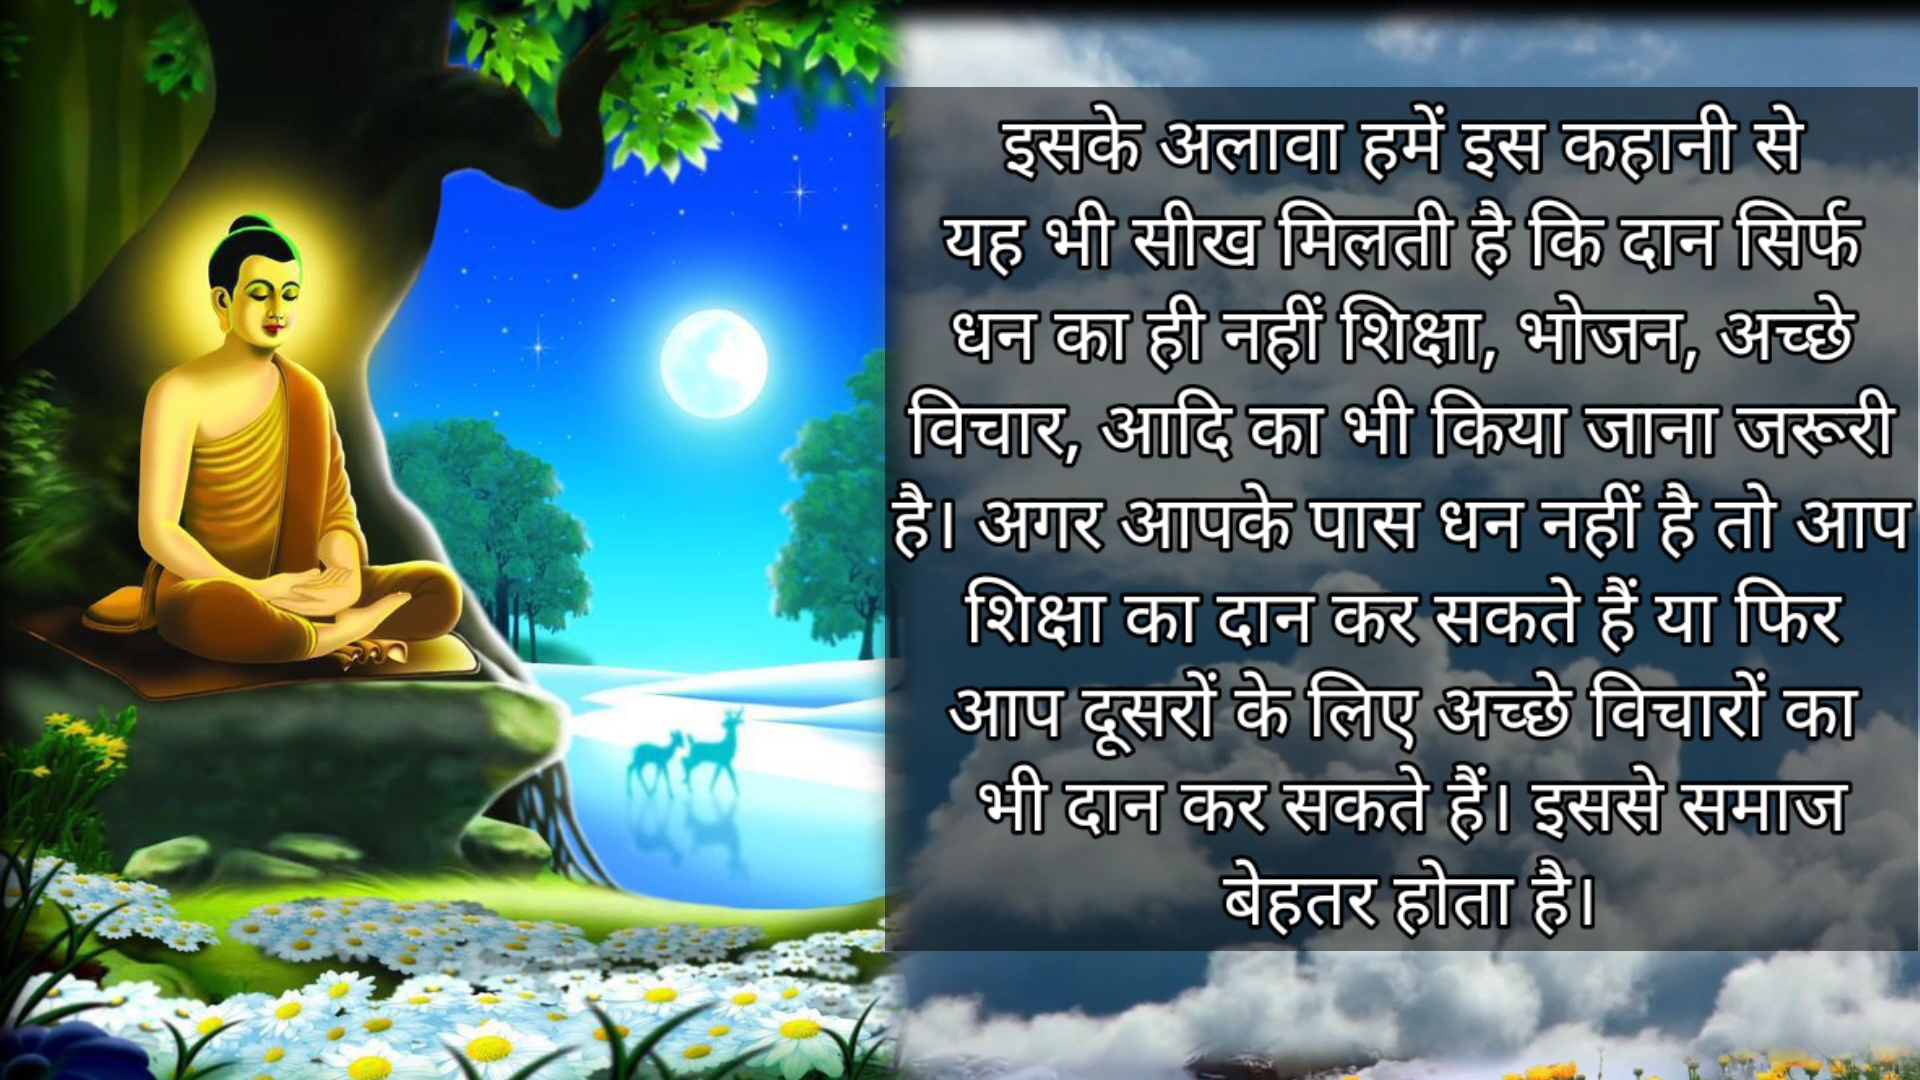 इसके अलावा हमें इस कहानी से
यह भी सीख मिलती है कि दान सिर्फ
धन का ही नहीं शिक्षा, भोजन, अच्छे
विचार, आदि का भी किया जाना जरूरी
है। अगर आपके पास धन नहीं है तो आप
शिक्षा का दान कर सकते हैं या फिर
आप दूसरों के लिए अच्छे विचारों का
भी दान कर सकते हैं। इससे समाज
बेहतर होता है।